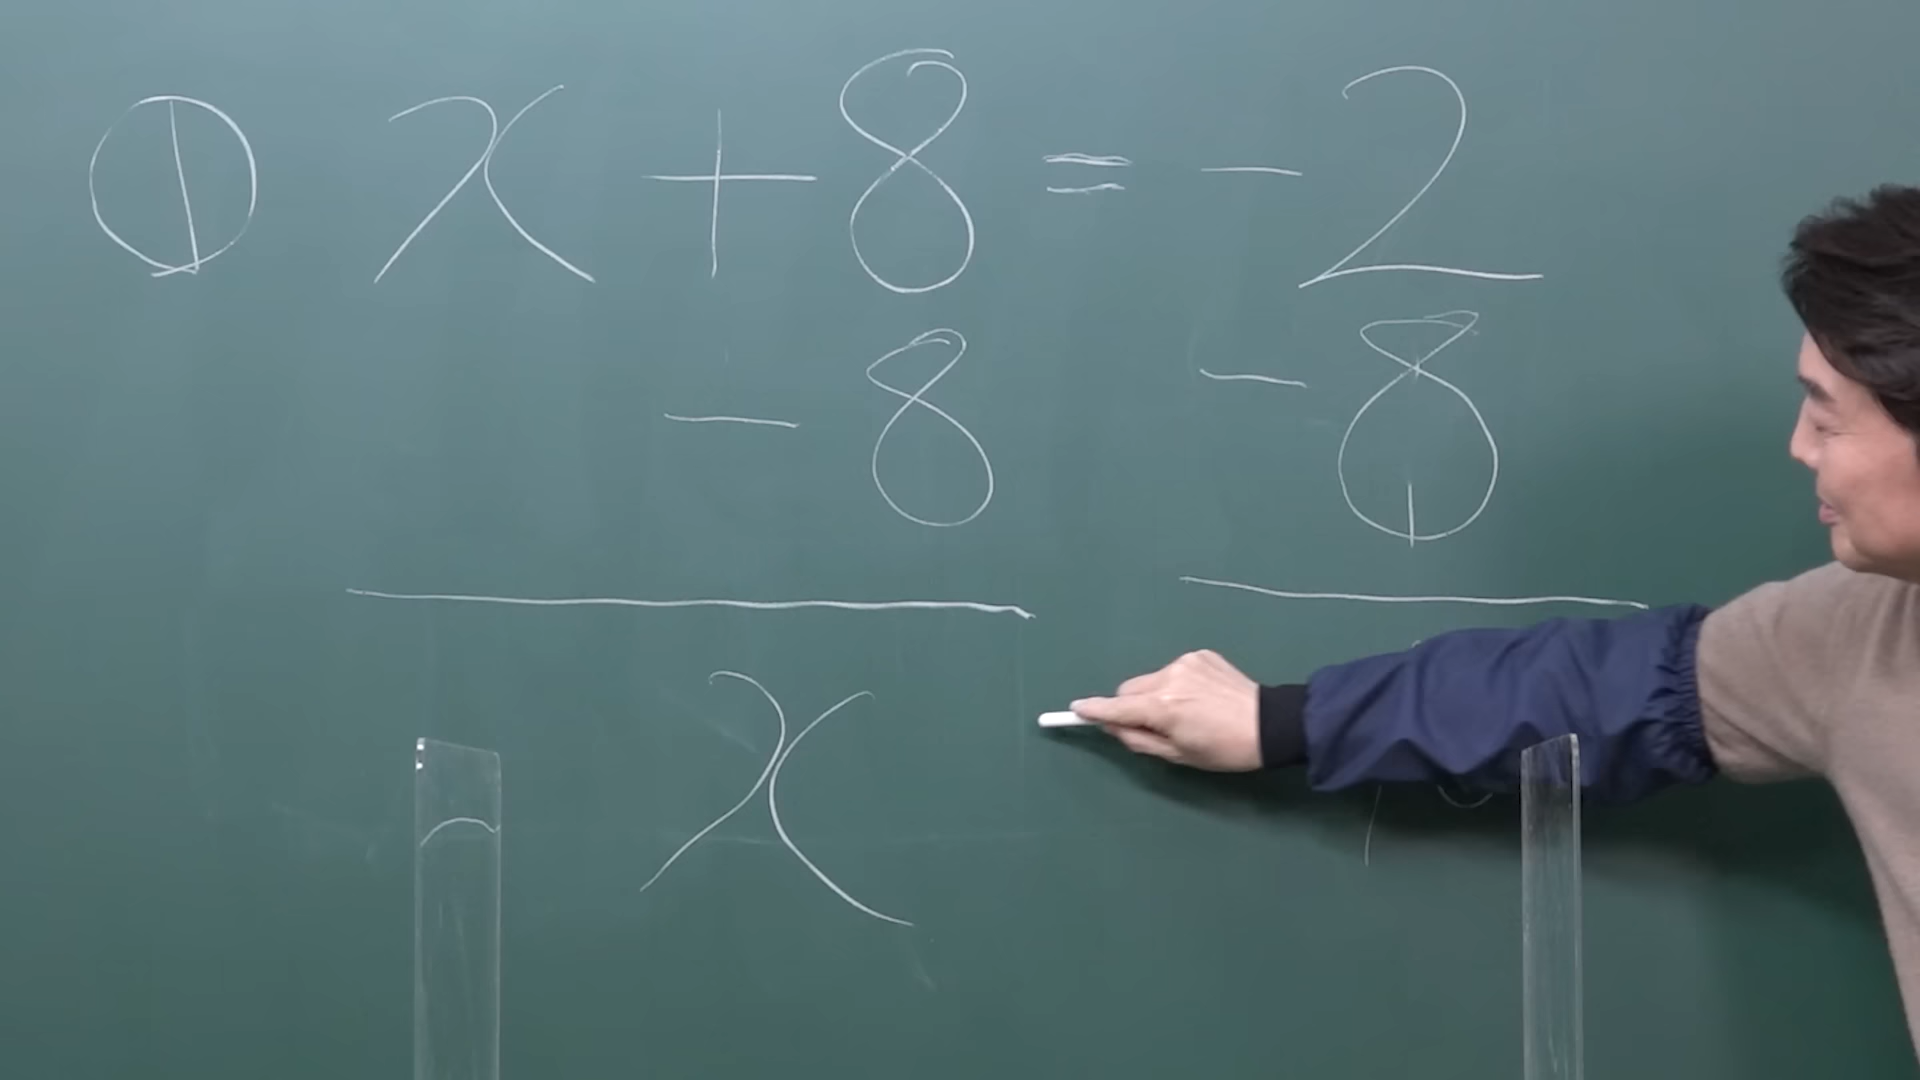 ① x + 8 = - 2
- 8 - 8
x